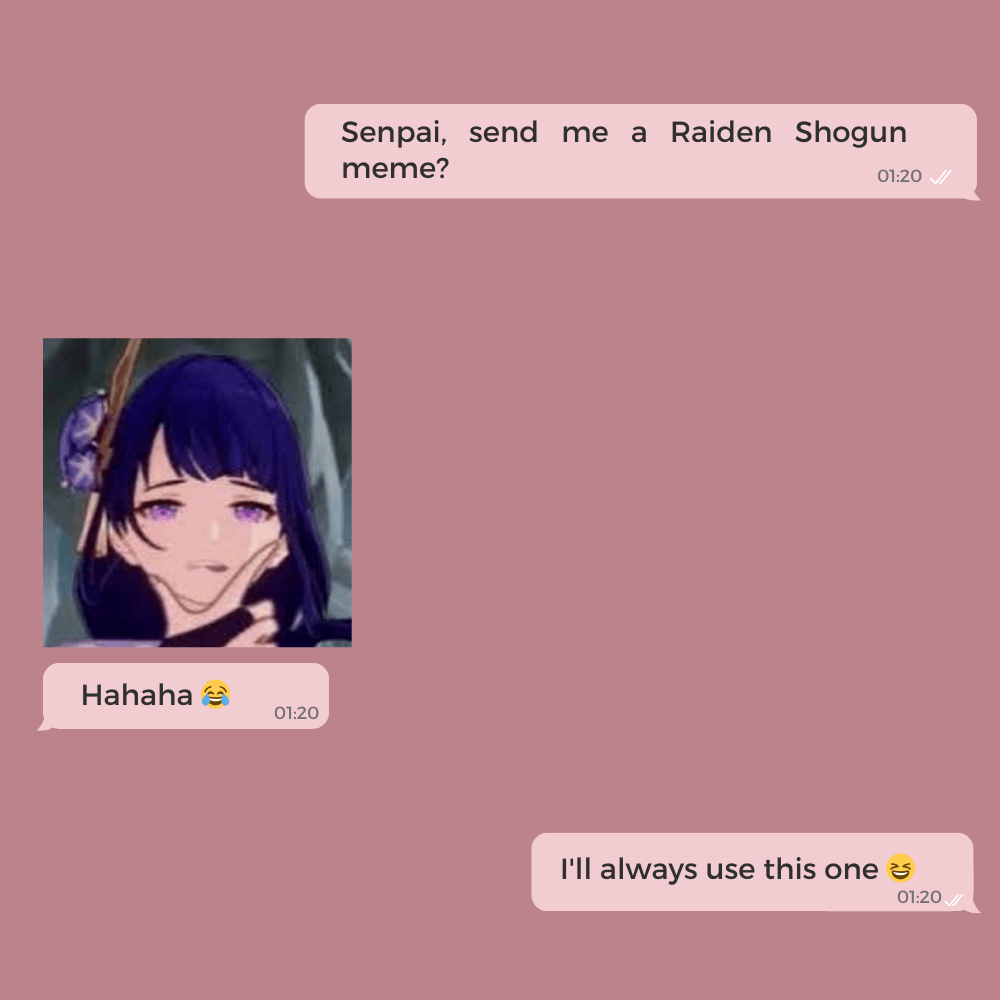 Senpai, send me a Raiden Shogun
meme?
01:20
Hahaha 😂
01:20
I'll always use this one 😆
01:20